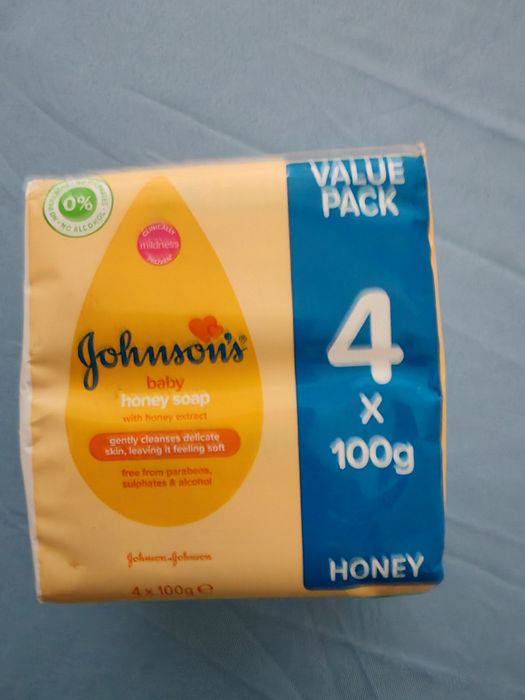 0%
NO ALCOHOL
CLINICALLY
mildness
PROVEN
Johnson's®
baby
honey soap
with honey extract
gently cleanses delicate
skin, leaving it feeling soft
free from parabens,
sulphates & alcohol
Johnson & Johnson
4 x 100g ℮
VALUE
PACK
4
x
100g
HONEY